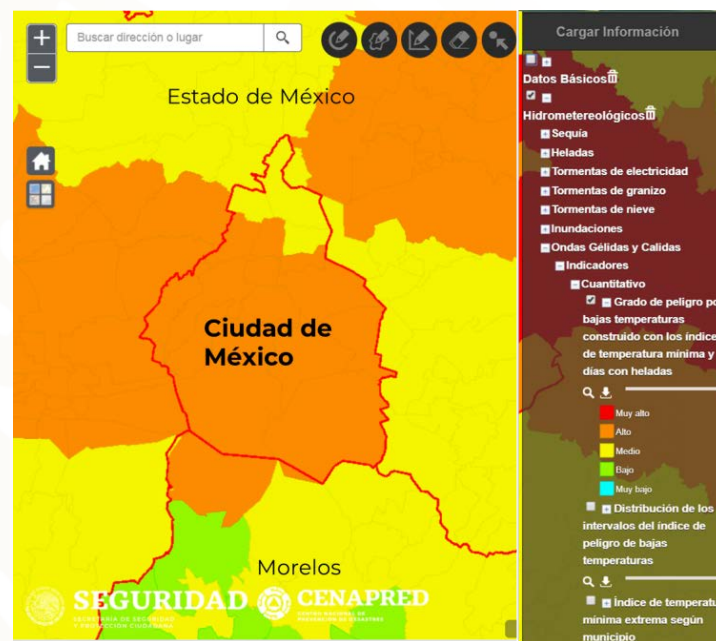 +
Buscar dirección o lugar
−
Estado de México
Ciudad de
México
Morelos
SEGURIDAD
SECRETARÍA DE SEGURIDAD
Y PROTECCIÓN CIUDADANA
CENAPRED
CENTRO NACIONAL DE
PREVENCIÓN DE DESASTRES
Cargar Información
Datos Básicos
Hidrometereológicos
Sequía
Heladas
Tormentas de electricidad
Tormentas de granizo
Tormentas de nieve
Inundaciones
Ondas Gélidas y Calidas
Indicadores
Cuantitativo
Grado de peligro po
bajas temperaturas
construido con los índice
de temperatura mínima y
días con heladas
Muy alto
Alto
Medio
Bajo
Muy bajo
Distribución de los
intervalos del índice de
peligro de bajas
temperaturas
Índice de temperatu
mínima extrema según
municipio